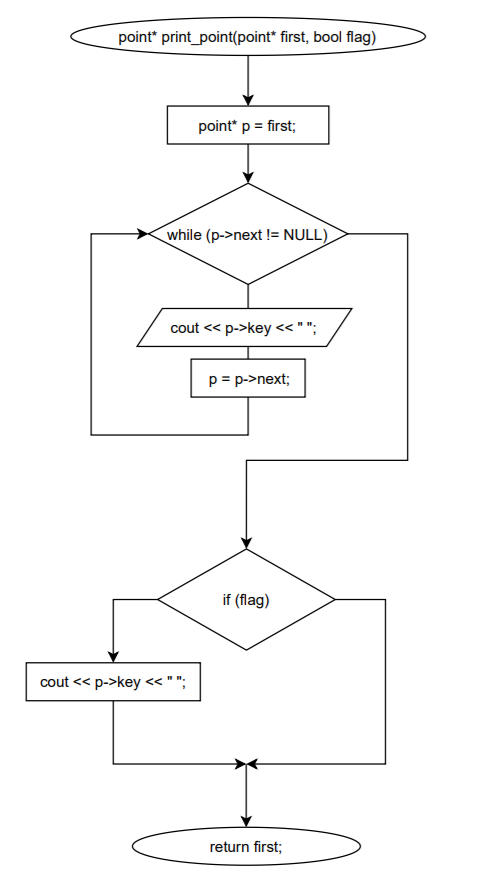 point* print_point(point* first, bool flag)
point* p = first;
while (p->next != NULL)
cout << p->key << " ";
p = p->next;
if (flag)
cout << p->key << " ";
return first;